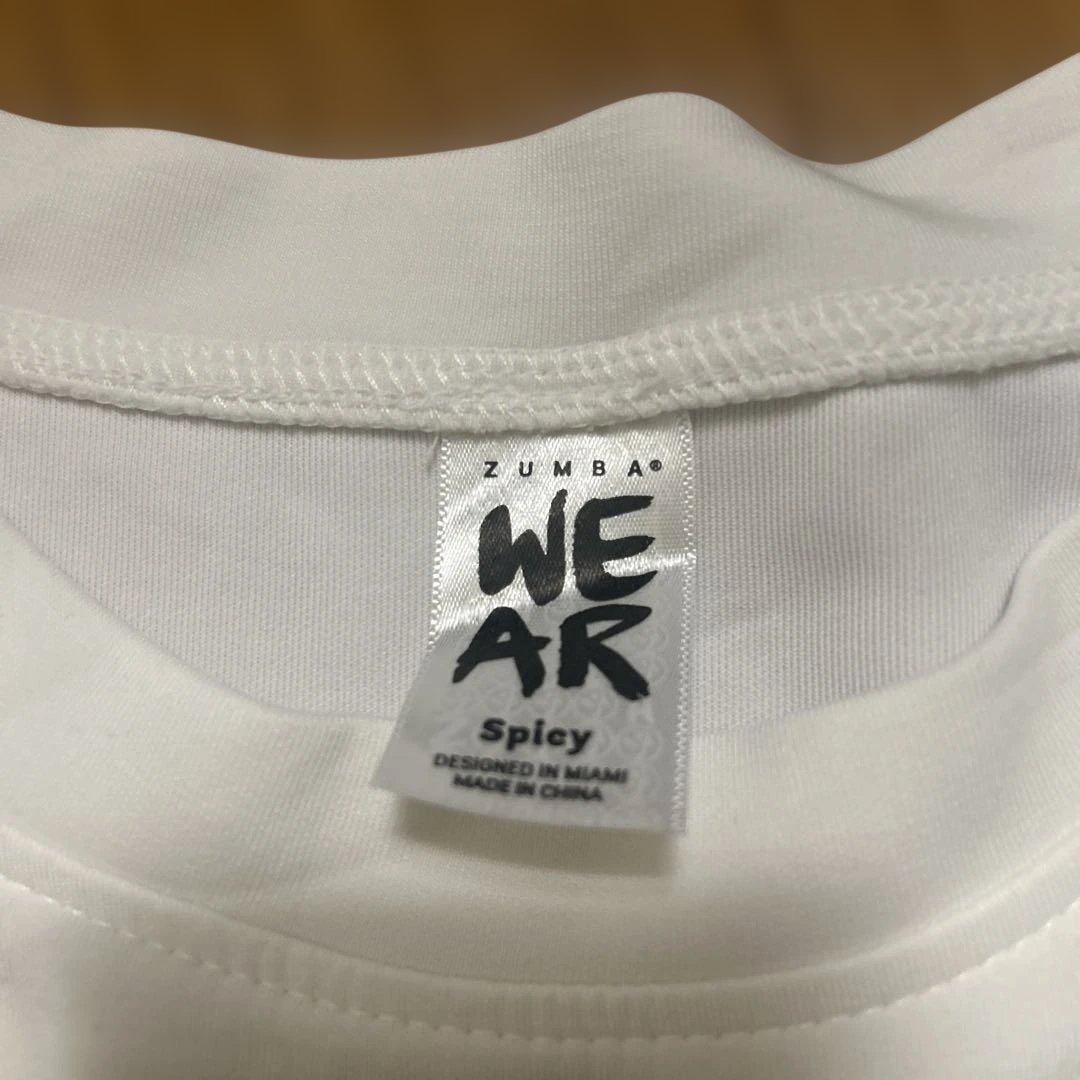 ZUMBA®
WE
AR
Spicy
DESIGNED IN MIAMI
MADE IN CHINA